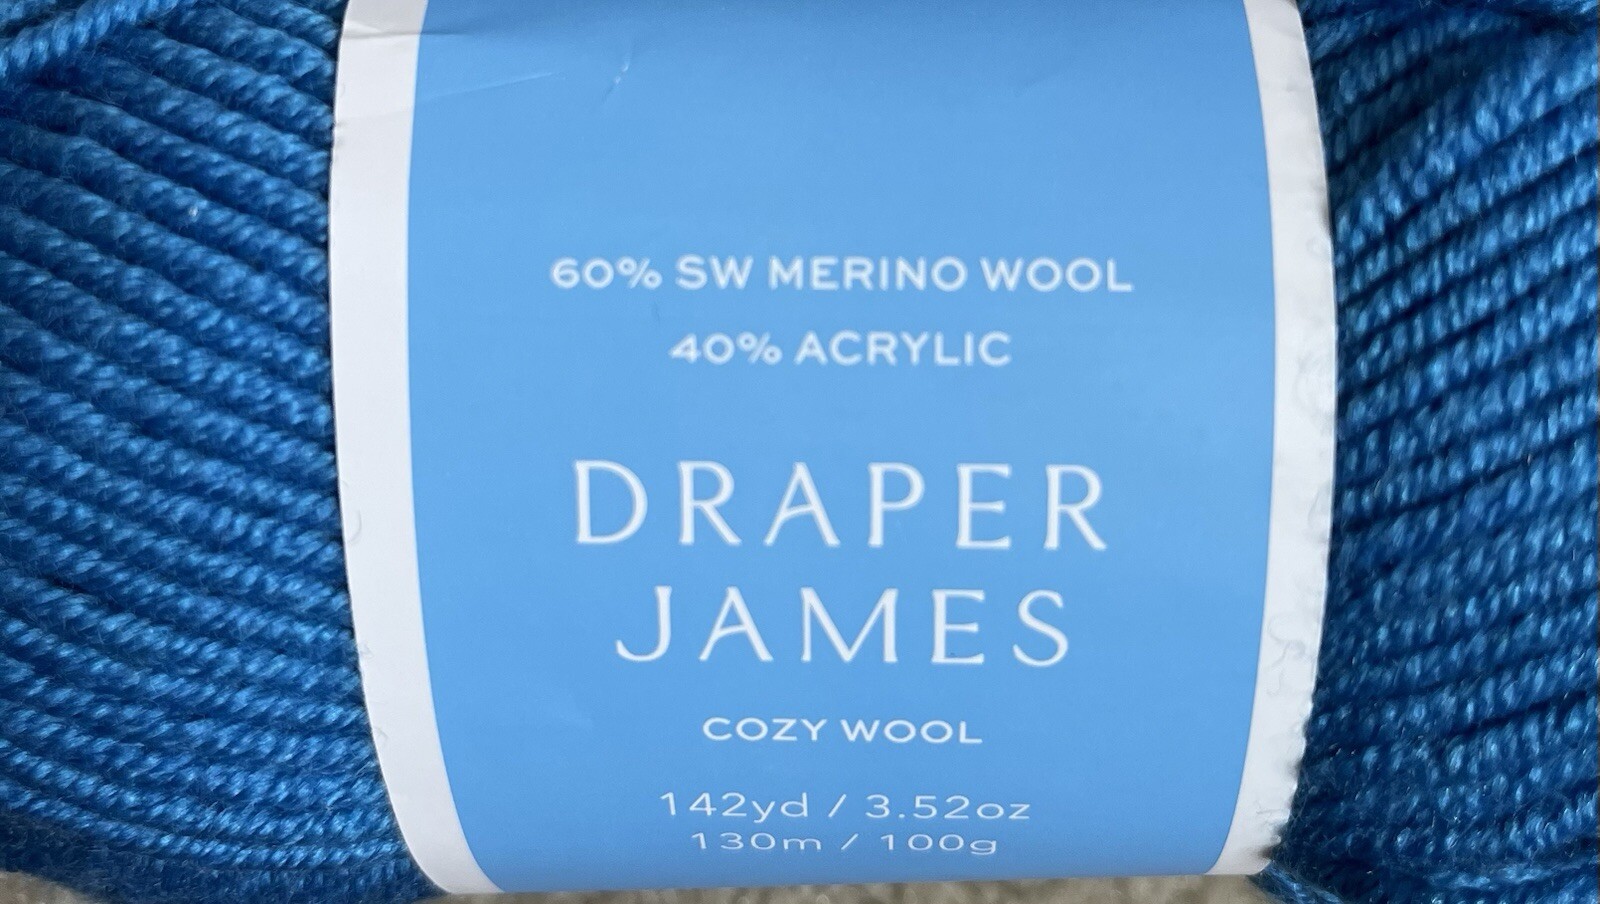 60% SW MERINO WOOL
40% ACRYLIC
DRAPER
JAMES
COZY WOOL
142yd / 3.52oz
130m / 100g